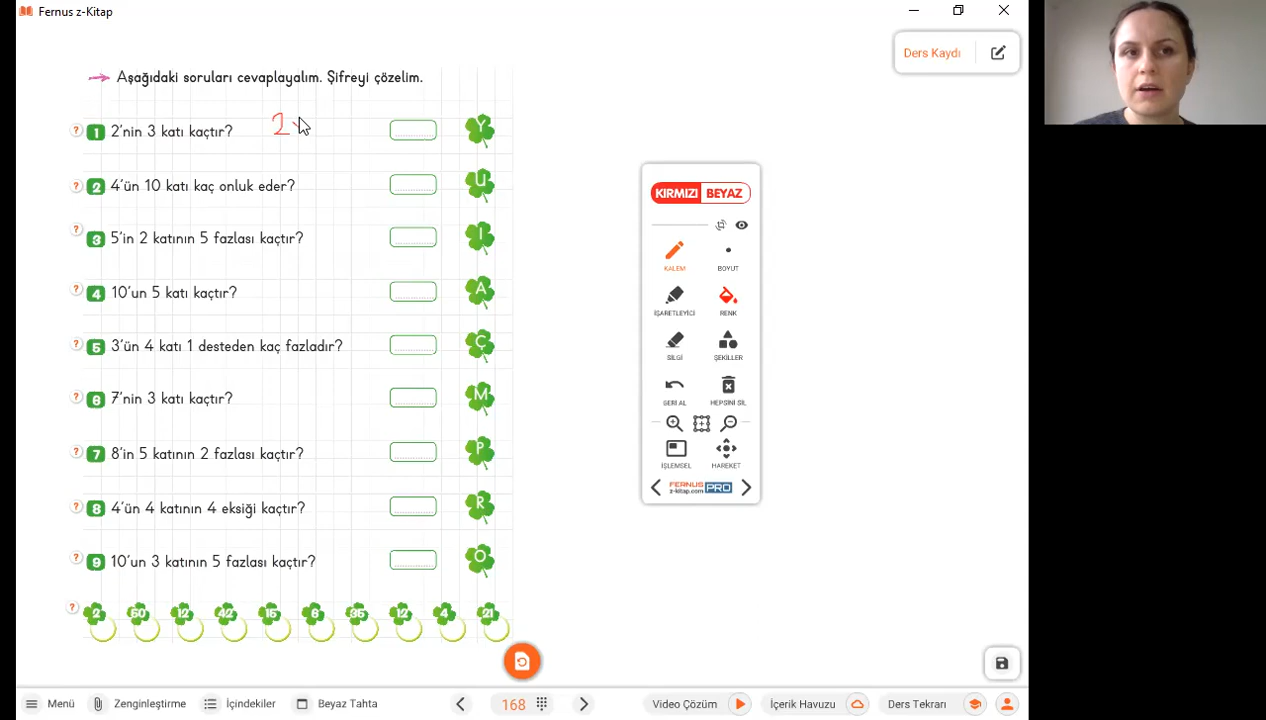 Fernus z-Kitap
Ders Kaydı
Aşağıdaki soruları cevaplayalım. Şifreyi çözelim.
? 1 2'nin 3 katı kaçtır? 2 Y
? 2 4'ün 10 katı kaç onluk eder? U
? 3 5'in 2 katının 5 fazlası kaçtır? I
? 4 10'un 5 katı kaçtır? A
? 5 3'ün 4 katı 1 desteden kaç fazladır? Ç
? 6 7'nin 3 katı kaçtır? M
? 7 8'in 5 katının 2 fazlası kaçtır? P
? 8 4'ün 4 katının 4 eksiği kaçtır? R
? 9 10'un 3 katının 5 fazlası kaçtır? O
? 2 50 12 42 15 6 35 12 4 21
KIRMIZI BEYAZ
KALEM BOYUT
İŞARETLEYİCİ RENK
SİLGİ ŞEKİLLER
GERİ AL HEPSİNİ SİL
İŞLEMSEL HAREKET
FERNUS
z-kitap.com PRO
Menü Zenginleştirme İçindekiler Beyaz Tahta 168 Video Çözüm İçerik Havuzu Ders Tekrarı